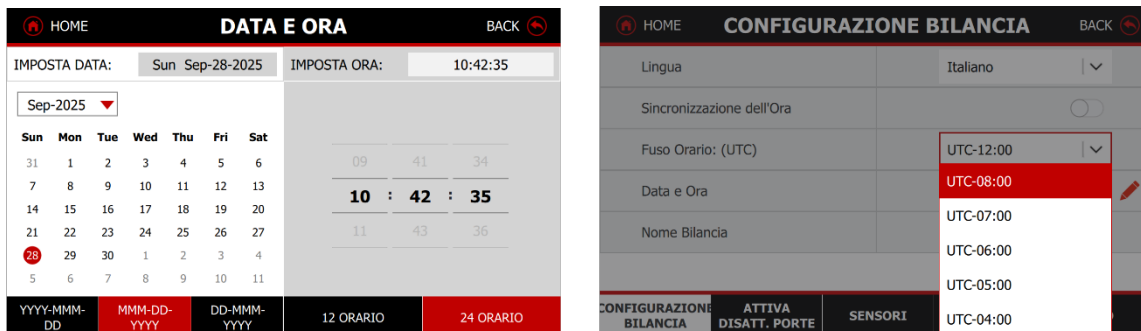 HOME DATA E ORA BACK
IMPOSTA DATA: Sun Sep-28-2025 IMPOSTA ORA: 10:42:35
Sep-2025
Sun Mon Tue Wed Thu Fri Sat
31 1 2 3 4 5 6
7 8 9 10 11 12 13
14 15 16 17 18 19 20
21 22 23 24 25 26 27
28 29 30 1 2 3 4
5 6 7 8 9 10 11
09 41 34
10 : 42 : 35
11 43 36
YYYY-MMM-
DD
MMM-DD-
YYYY
DD-MMM-
YYYY
12 ORARIO
24 ORARIO
HOME CONFIGURAZIONE BILANCIA BACK
Lingua Italiano
Sincronizzazione dell'Ora
Fuso Orario: (UTC) UTC-12:00
UTC-08:00
Data e Ora
UTC-07:00
Nome Bilancia
UTC-06:00
UTC-05:00
UTC-04:00
CONFIGURAZIONE
BILANCIA
ATTIVA
DISATT. PORTE
SENSORI